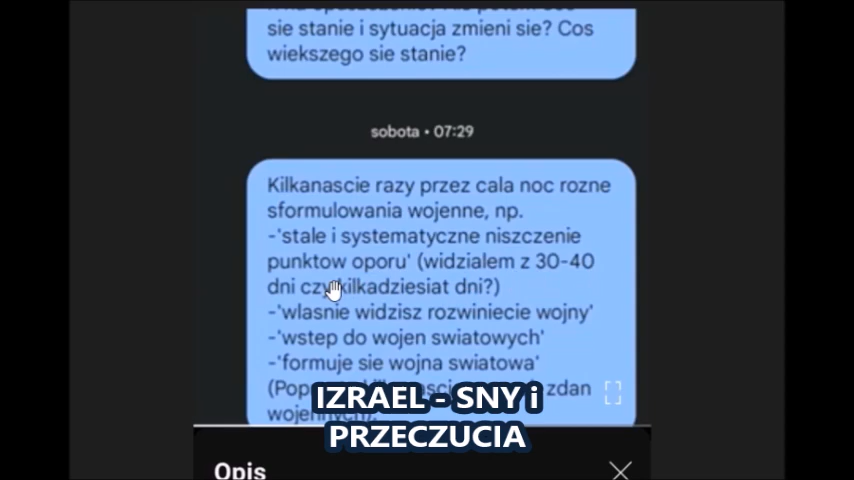 sie stanie i sytuacja zmieni sie? Cos
wiekszego sie stanie?
sobota • 07:29
Kilkanascie razy przez cala noc rozne
sformulowania wojenne, np.
-'stale i systematyczne niszczenie
punktow oporu' (widzialem z 30-40
dni czy kilkadziesiat dni?)
-'wlasnie widzisz rozwiniecie wojny'
-'wstep do wojen swiatowych'
-'formuje sie wojna swiatowa'
zdan
IZRAEL - SNY i
PRZECZUCIA
Opis